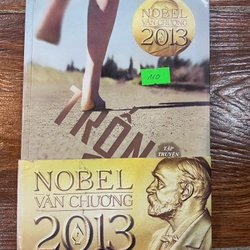 NOBEL
VĂN CHƯƠNG
2013
110
TRỐN
TẬP
TRUYỆN
NOBEL
VĂN CHƯƠNG
2013